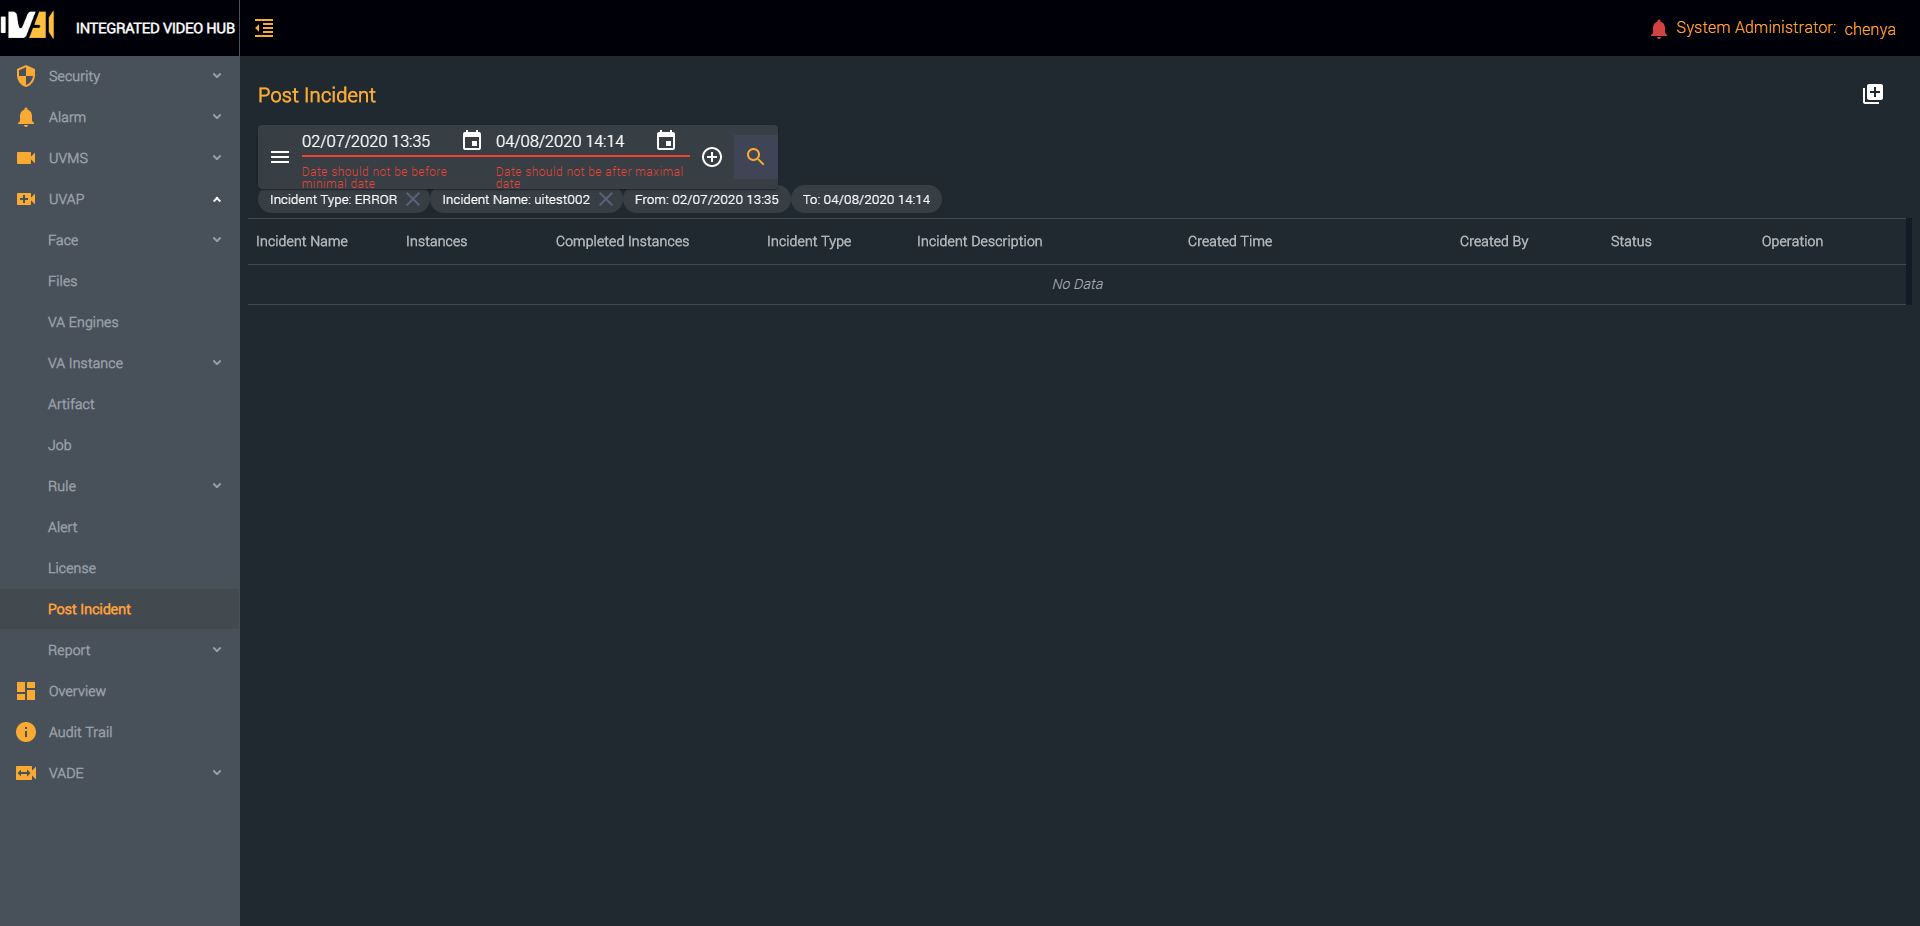 IVAI INTEGRATED VIDEO HUB
System Administrator: chenya
Security
Alarm
UVMS
UVAP
Face
Files
VA Engines
VA Instance
Artifact
Job
Rule
Alert
License
Post Incident
Report
Overview
Audit Trail
VADE
Post Incident
02/07/2020 13:35 04/08/2020 14:14
Date should not be before
minimal date
Date should not be after maximal
date
Incident Type: ERROR Incident Name: uitest002 From: 02/07/2020 13:35 To: 04/08/2020 14:14
Incident Name Instances Completed Instances Incident Type Incident Description Created Time Created By Status Operation
No Data